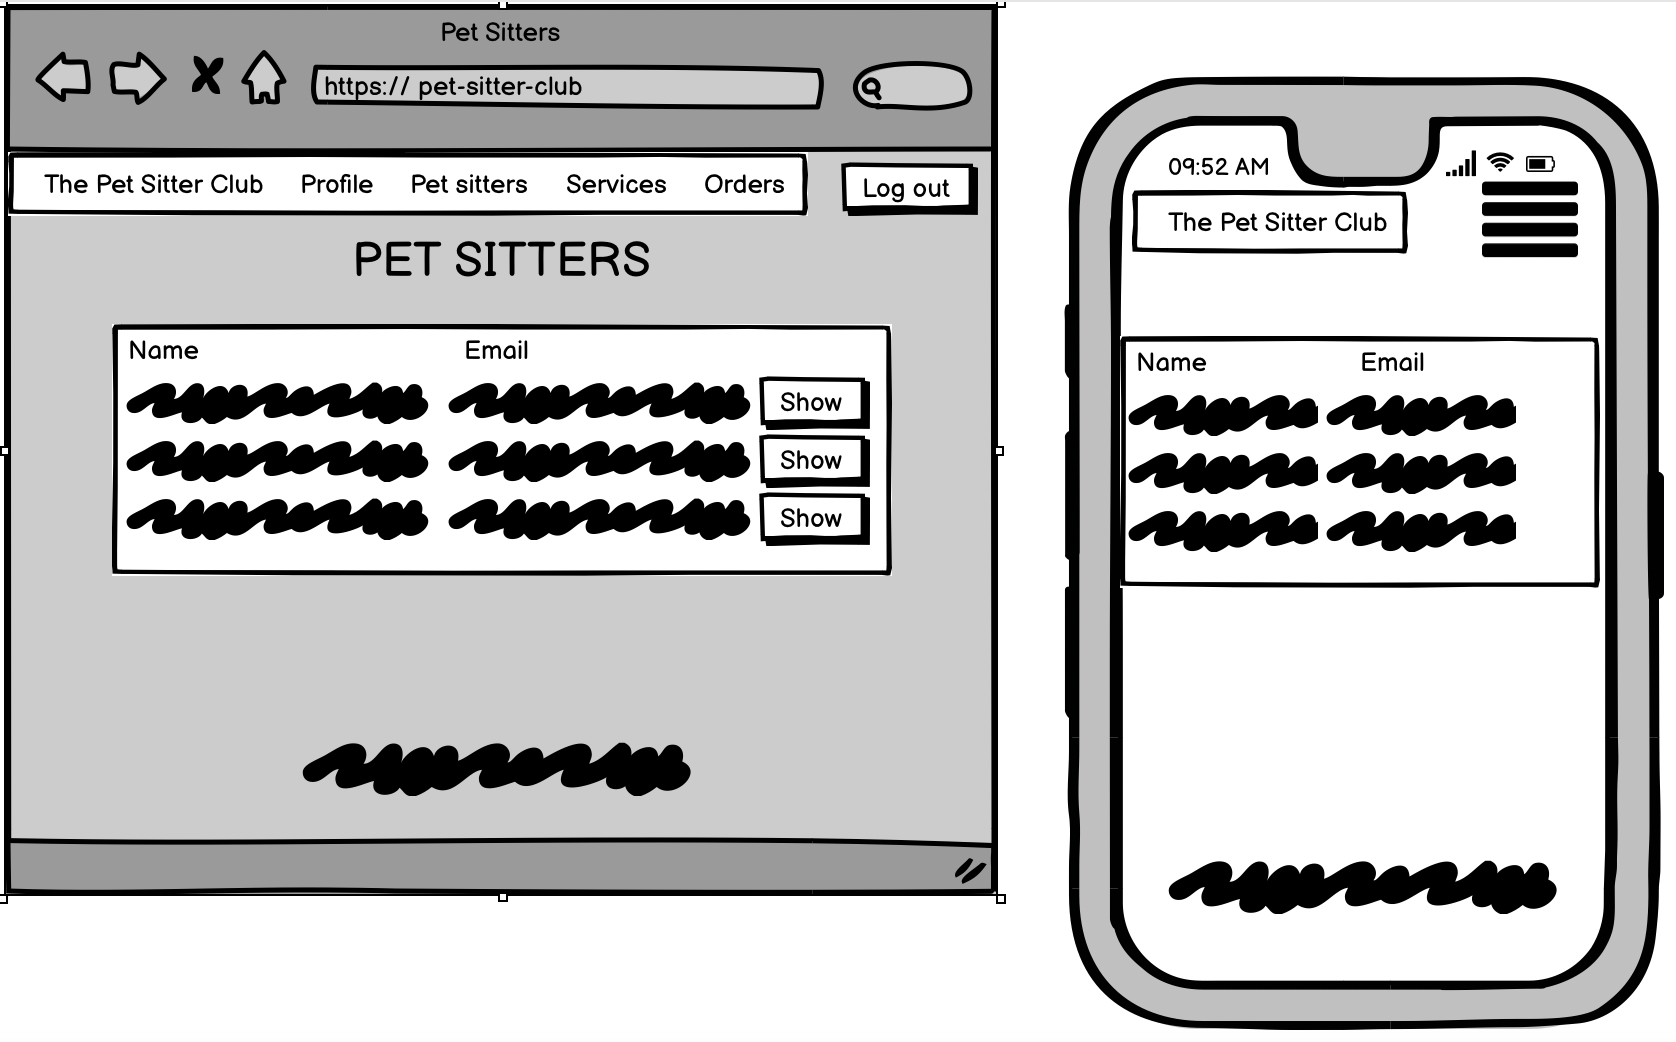 Pet Sitters
https:// pet-sitter-club
The Pet Sitter Club Profile Pet sitters Services Orders Log out
PET SITTERS
Name Email
Show
Show
Show
09:52 AM
The Pet Sitter Club
Name Email